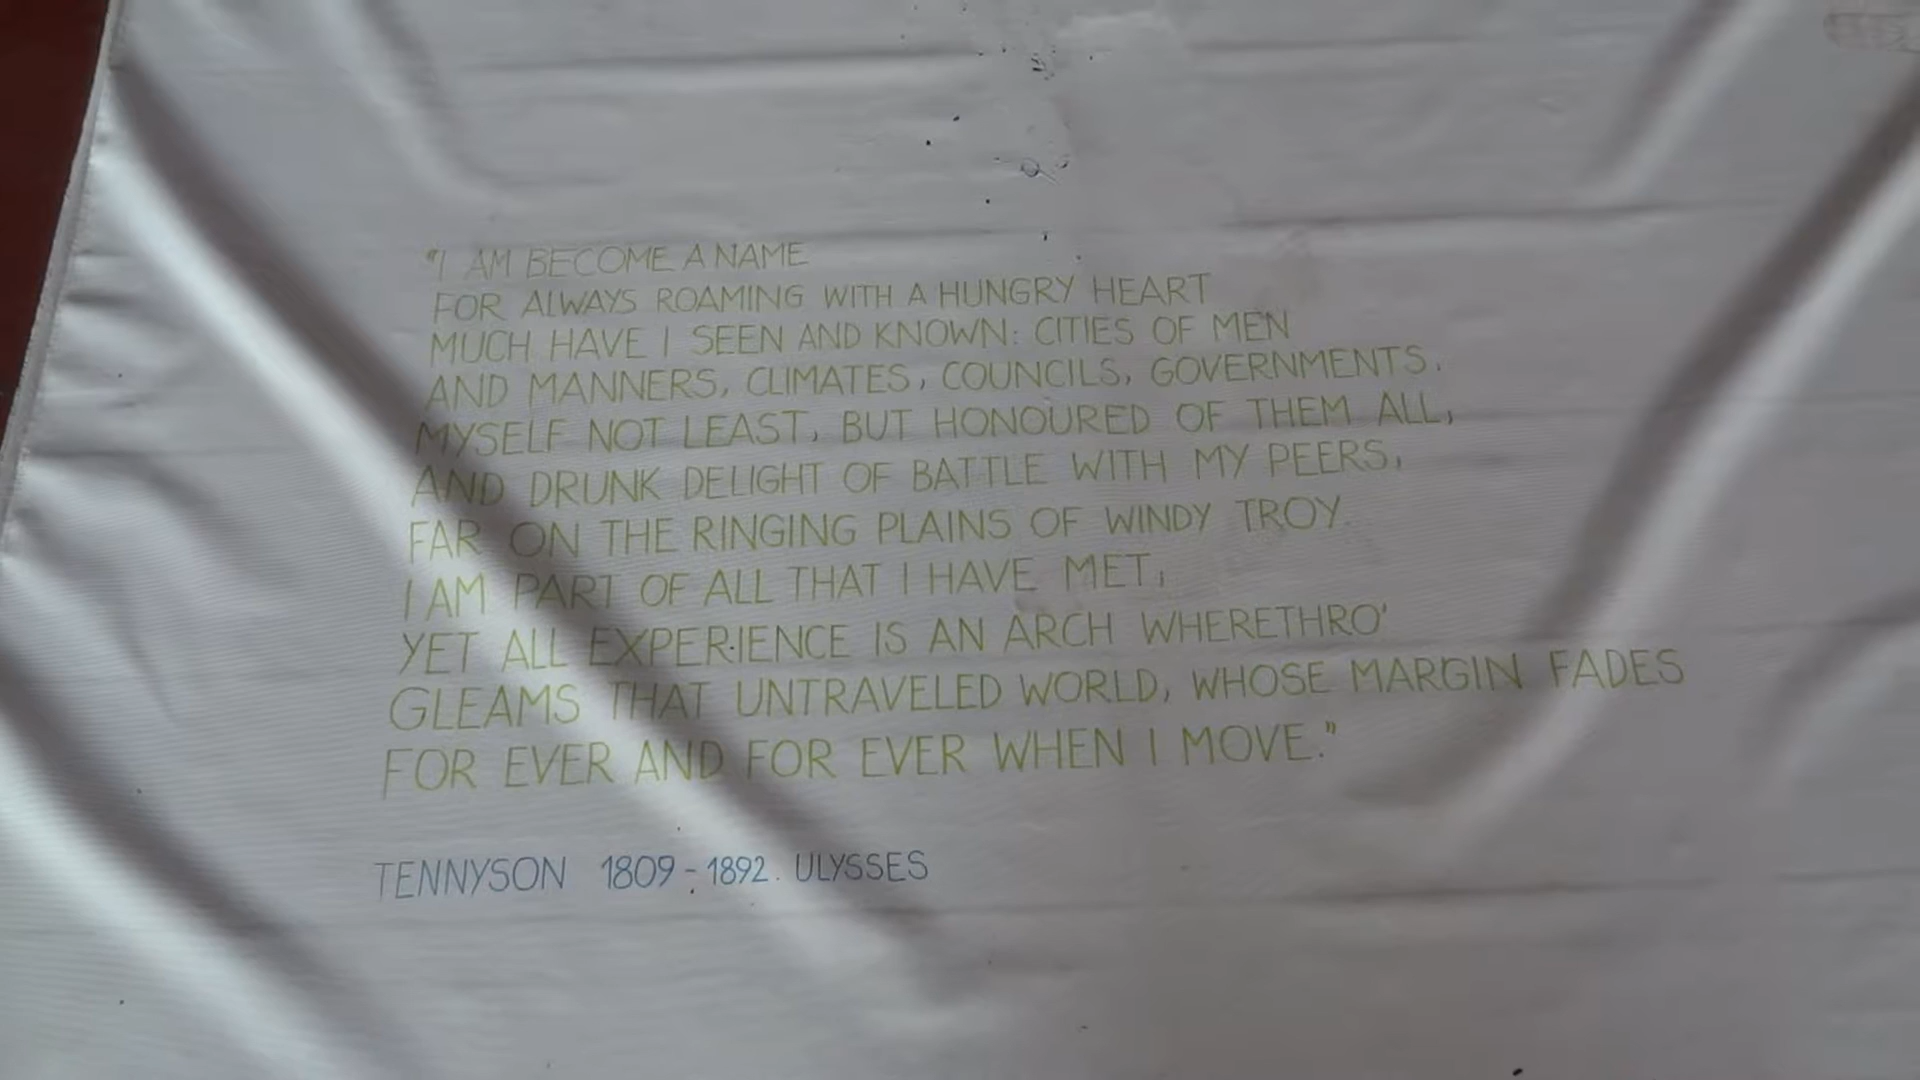 "I AM BECOME A NAME
FOR ALWAYS ROAMING WITH A HUNGRY HEART
MUCH HAVE I SEEN AND KNOWN: CITIES OF MEN
AND MANNERS, CLIMATES, COUNCILS, GOVERNMENTS,
MYSELF NOT LEAST, BUT HONOURED OF THEM ALL,
AND DRUNK DELIGHT OF BATTLE WITH MY PEERS,
FAR ON THE RINGING PLAINS OF WINDY TROY.
I AM PART OF ALL THAT I HAVE MET,
YET ALL EXPERIENCE IS AN ARCH WHERETHRO'
GLEAMS THAT UNTRAVELED WORLD, WHOSE MARGIN FADES
FOR EVER AND FOR EVER WHEN I MOVE."
TENNYSON 1809-1892. ULYSSES